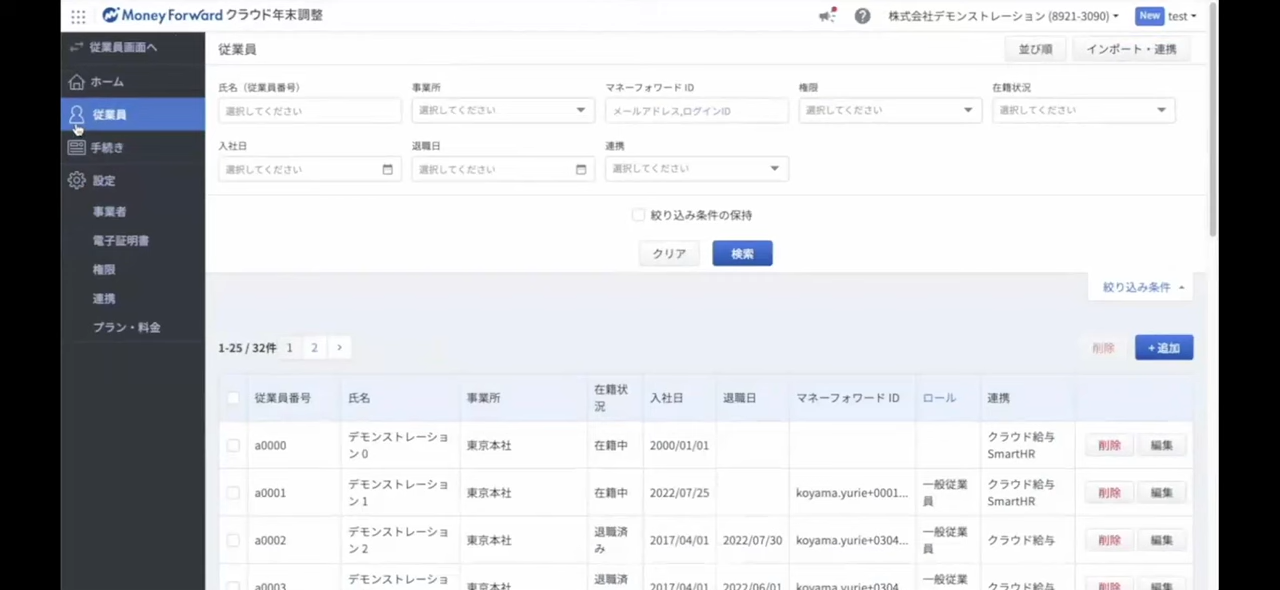 Money Forward クラウド年末調整
株式会社デモンストレーション (8921-3090)
New test
従業員画面へ
ホーム
従業員
手続き
設定
事業者
電子証明書
権限
連携
プラン・料金
従業員
並び順
インポート・連携
氏名（従業員番号）
選択してください
事業所
選択してください
マネーフォワード ID
メールアドレス,ログインID
権限
選択してください
在籍状況
選択してください
入社日
選択してください
退職日
選択してください
連携
選択してください
絞り込み条件の保持
クリア
検索
絞り込み条件
1-25 / 32件 1 2 >
削除
+追加
従業員番号 氏名 事業所 在籍状況 入社日 退職日 マネーフォワード ID ロール 連携
a0000 デモンストレーション 0 東京本社 在籍中 2000/01/01 クラウド給与 SmartHR 削除 編集
a0001 デモンストレーション 1 東京本社 在籍中 2022/07/25 koyama.yurie+0001... 一般従業員 クラウド給与 SmartHR 削除 編集
a0002 デモンストレーション 2 東京本社 退職済み 2017/04/01 2022/07/30 koyama.yurie+0304... 一般従業員 クラウド給与 削除 編集
a0003 デモンストレーショ 東京本社 退職済 2017/04/01 2022/06/01 koyama.yurie+0304 一般従業 クラウド給与 削除 編集